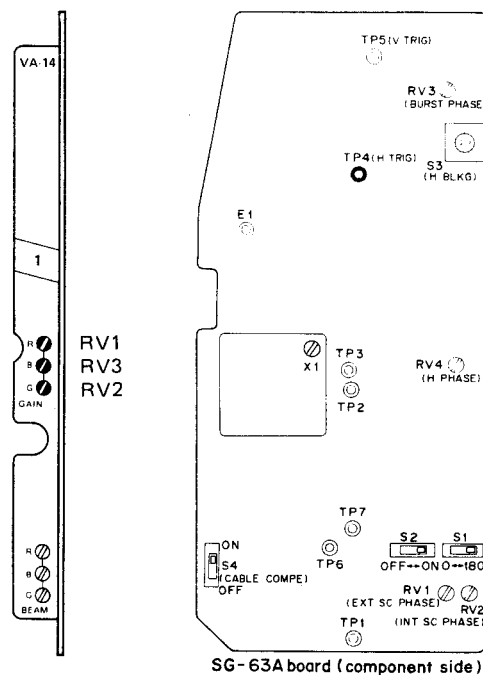 VA-14
1
R
RV1
B
RV3
G
RV2
GAIN
R
B
G
BEAM
TP5 (V TRIG)
RV3
(BURST PHASE)
TP4 (H TRIG)
S3
(H BLKG)
E1
X1
TP3
TP2
RV4
(H PHASE)
TP7
TP6
ON
S4
(CABLE COMPE)
OFF
S2
OFF↔ON
S1
0↔180
RV1
(EXT SC PHASE)
RV2
(INT SC PHASE)
TP1
SG-63A board (component side)